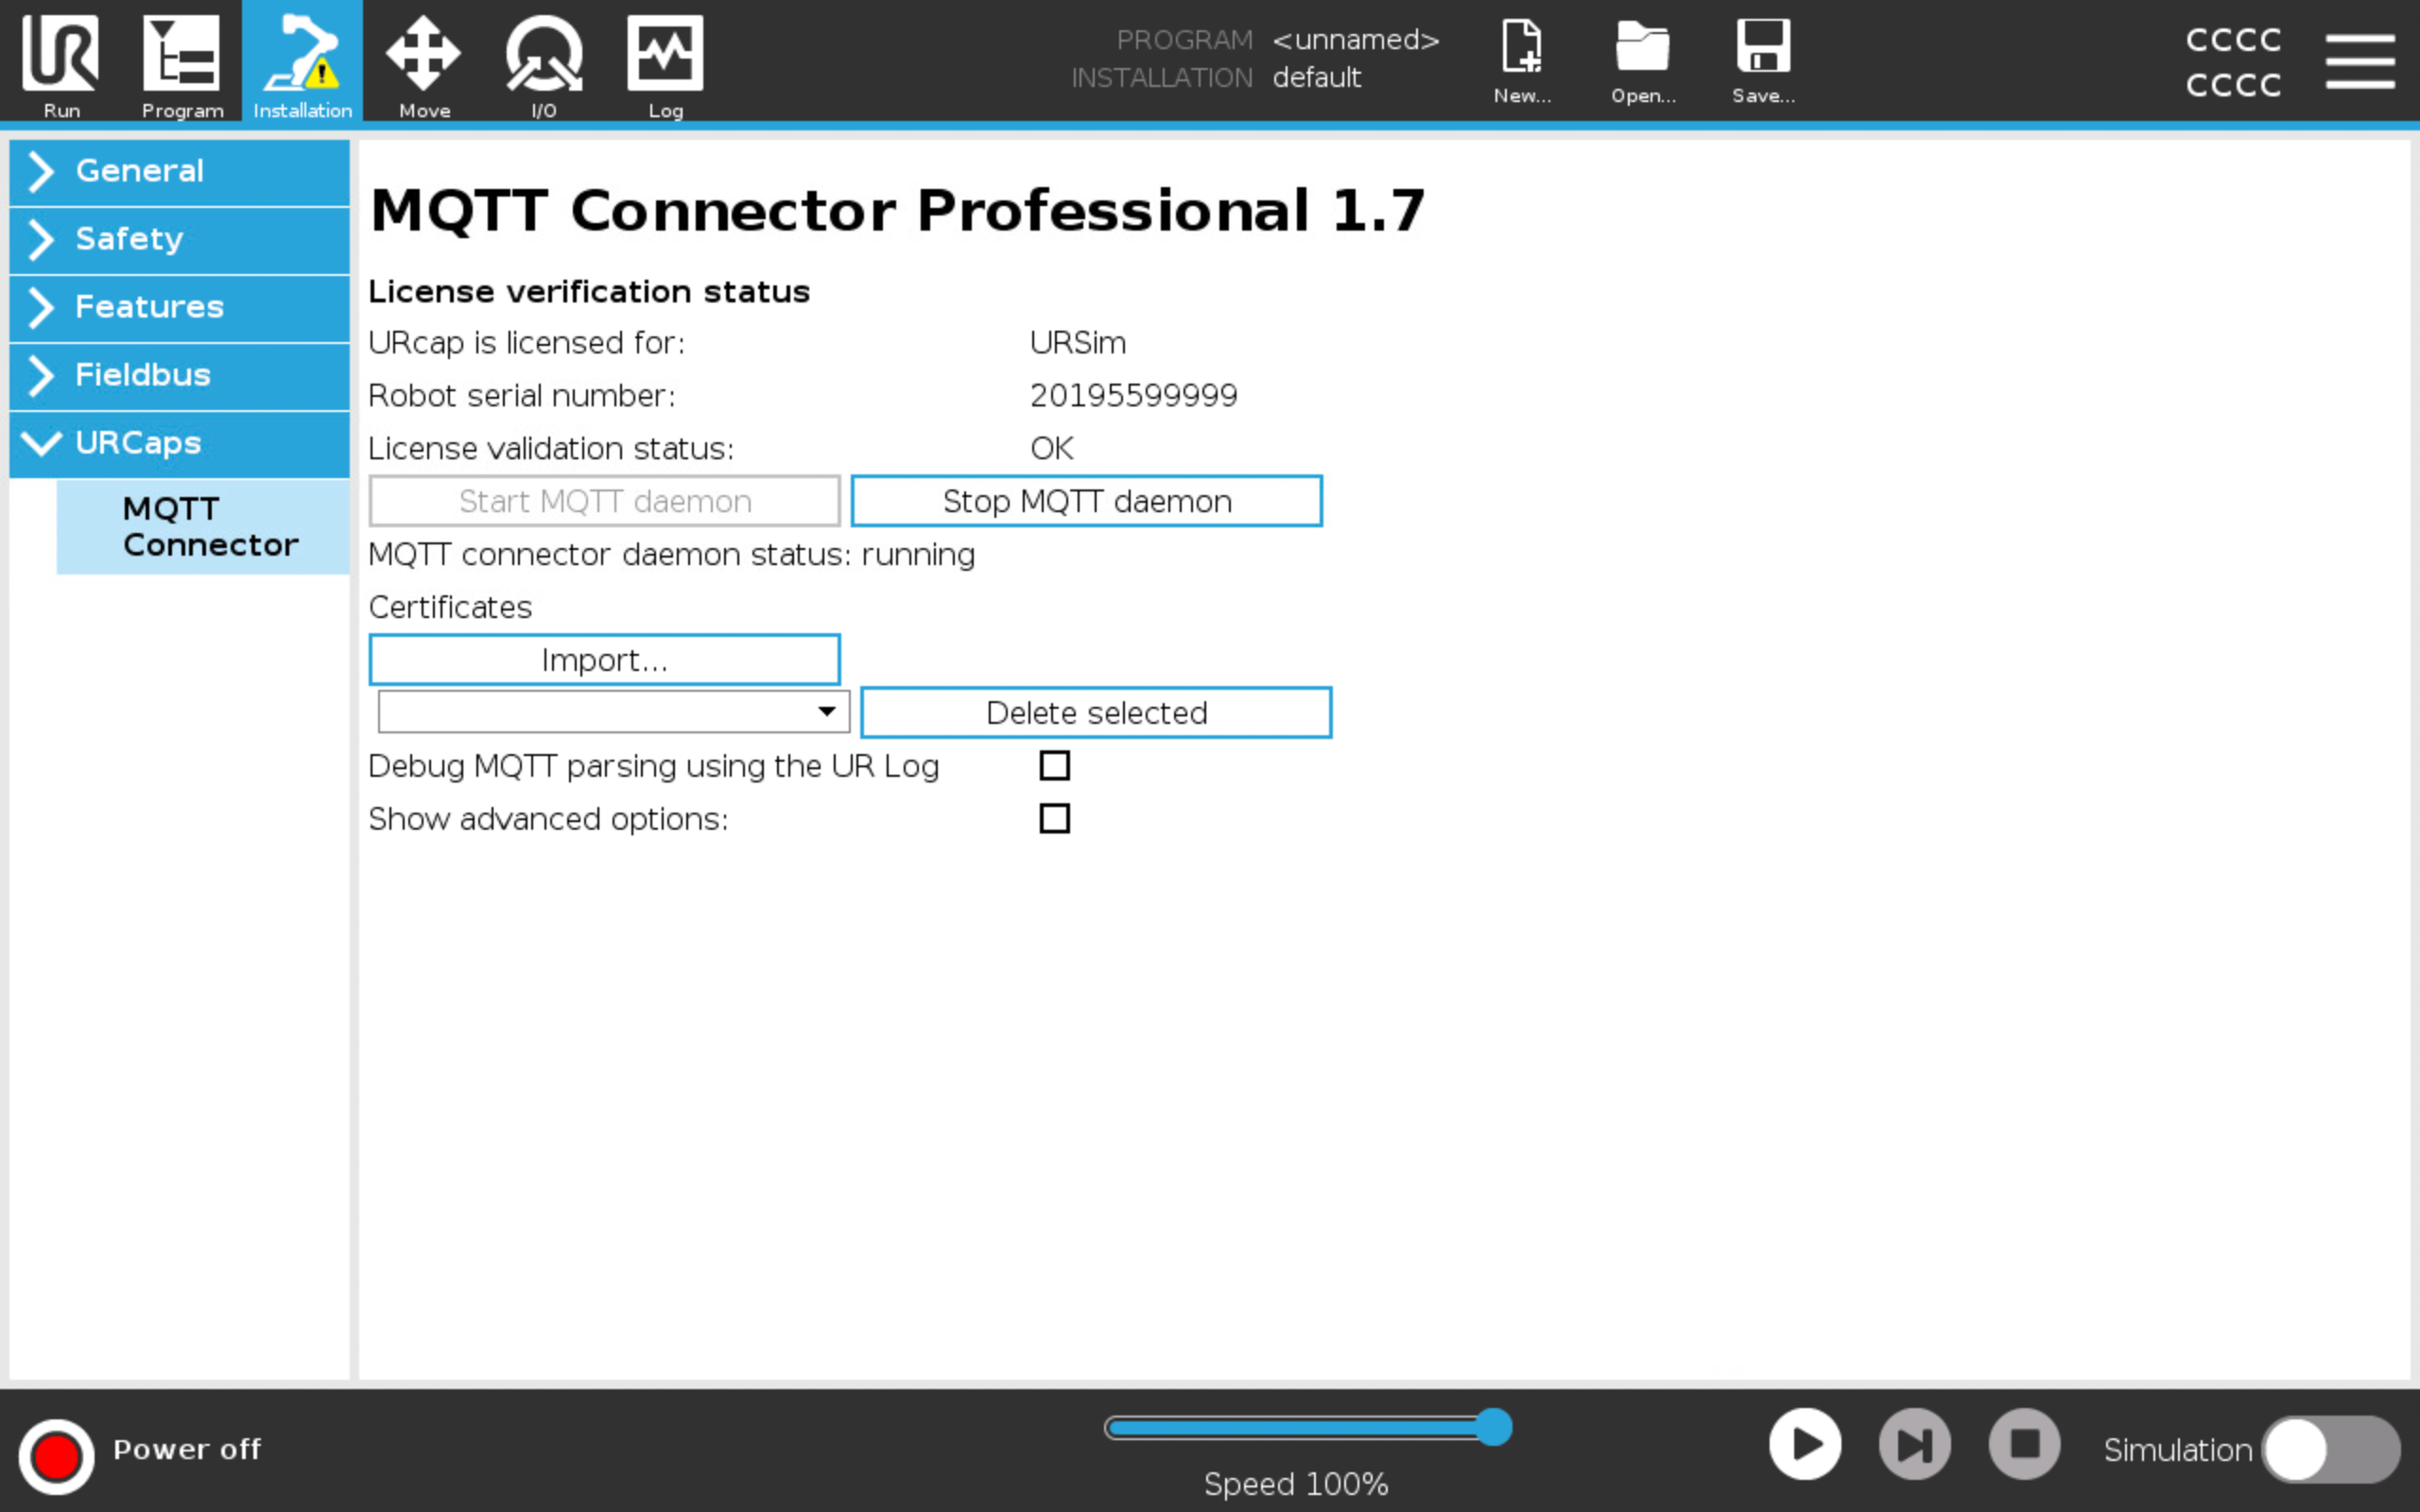 Run
Program
Installation
Move
I/O
Log
PROGRAM <unnamed>
INSTALLATION default
New...
Open...
Save...
CCCC
CCCC
General
Safety
Features
Fieldbus
URCaps
MQTT
Connector
MQTT Connector Professional 1.7
License verification status
URcap is licensed for: URSim
Robot serial number: 20195599999
License validation status: OK
Start MQTT daemon Stop MQTT daemon
MQTT connector daemon status: running
Certificates
Import...
Delete selected
Debug MQTT parsing using the UR Log
Show advanced options:
Power off
Speed 100%
Simulation